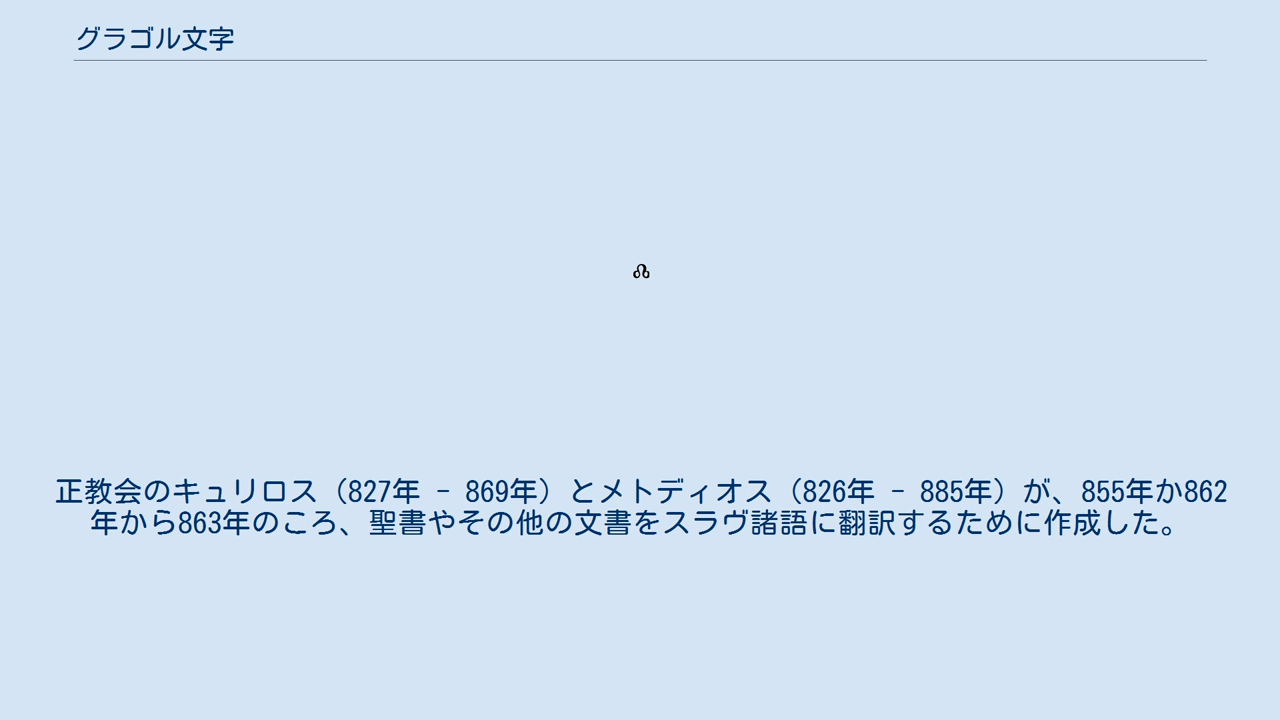 グラゴル文字
Ⰴ
正教会のキュリロス（827年 - 869年）とメトディオス（826年 - 885年）が、855年か862
年から863年のころ、聖書やその他の文書をスラヴ諸語に翻訳するために作成した。